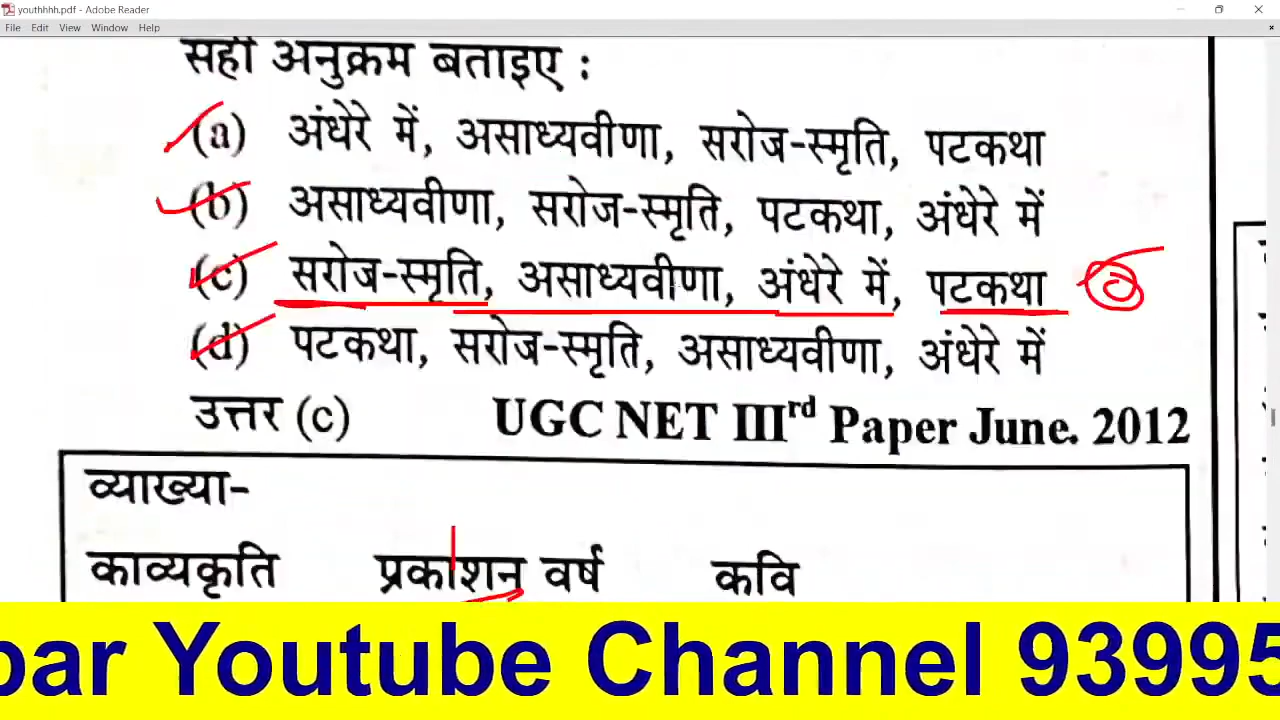 youthhhh.pdf - Adobe Reader
File Edit View Window Help
सही अनुक्रम बताइए :
(a) अंधेरे में, असाध्यवीणा, सरोज-स्मृति, पटकथा
(b) असाध्यवीणा, सरोज-स्मृति, पटकथा, अंधेरे में
(c) सरोज-स्मृति, असाध्यवीणा, अंधेरे में, पटकथा
(d) पटकथा, सरोज-स्मृति, असाध्यवीणा, अंधेरे में
उत्तर (c) UGC NET IIIrd Paper June. 2012
व्याख्या-
काव्यकृति प्रकाशन वर्ष कवि
par Youtube Channel 93995